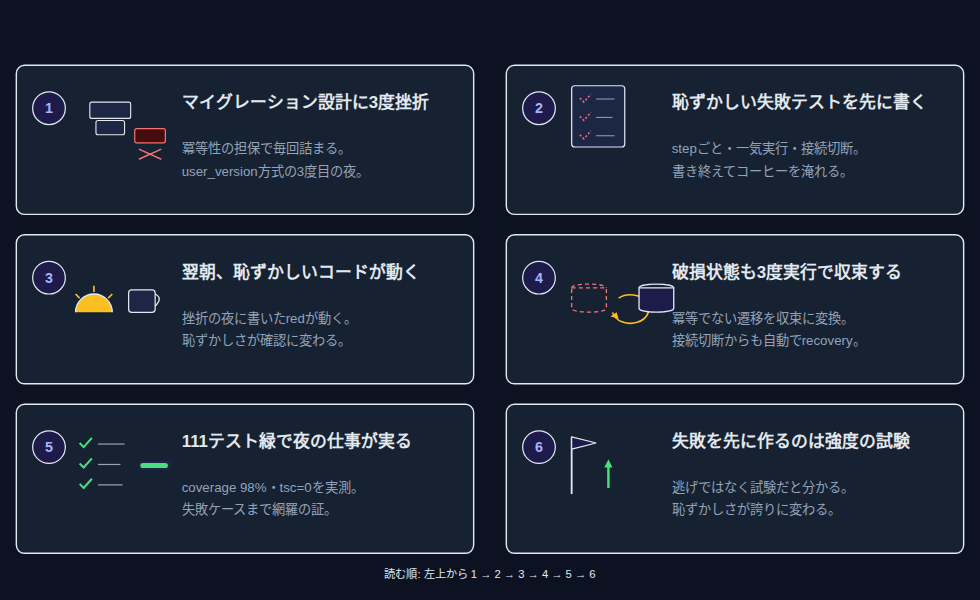 1
マイグレーション設計に3度挫折
冪等性の担保で毎回詰まる。
user_version方式の3度目の夜。
2
恥ずかしい失敗テストを先に書く
stepごと・一気実行・接続切断。
書き終えてコーヒーを淹れる。
3
翌朝、恥ずかしいコードが動く
挫折の夜に書いたredが動く。
恥ずかしさが確認に変わる。
4
破損状態も3度実行で収束する
冪等でない遷移を収束に変換。
接続切断からも自動でrecovery。
5
111テスト緑で夜の仕事が実る
coverage 98%・tsc=0を実測。
失敗ケースまで網羅の証。
6
失敗を先に作るのは強度の試験
逃げではなく試験だと分かる。
恥ずかしさが誇りに変わる。
読む順: 左上から 1 → 2 → 3 → 4 → 5 → 6